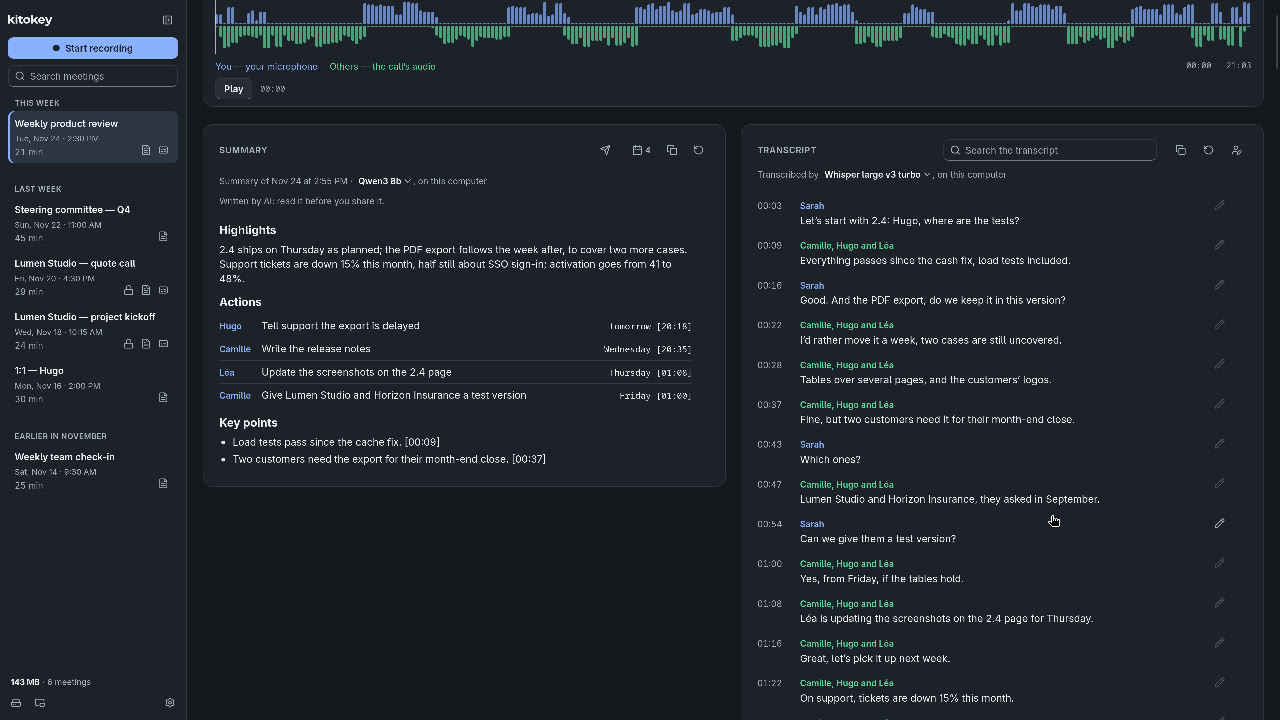 kitokey
Start recording
Search meetings
THIS WEEK
Weekly product review
Tue, Nov 24 · 2:30 PM
21 min
LAST WEEK
Steering committee — Q4
Sun, Nov 22 · 11:00 AM
45 min
Lumen Studio — quote call
Fri, Nov 20 · 4:30 PM
29 min
Lumen Studio — project kickoff
Wed, Nov 18 · 10:15 AM
24 min
1:1 — Hugo
Mon, Nov 16 · 2:00 PM
30 min
EARLIER IN NOVEMBER
Weekly team check-in
Sat, Nov 14 · 9:30 AM
25 min
143 MB · 6 meetings
You — your microphone Others — the call's audio 00:00 21:03
Play 00:00
SUMMARY 4
Summary of Nov 24 at 2:55 PM · Qwen3 8b , on this computer
Written by AI: read it before you share it.
Highlights
2.4 ships on Thursday as planned; the PDF export follows the week after, to cover two more cases.
Support tickets are down 15% this month, half still about SSO sign-in; activation goes from 41 to
48%.
Actions
Hugo Tell support the export is delayed tomorrow [20:18]
Camille Write the release notes Wednesday [20:35]
Léa Update the screenshots on the 2.4 page Thursday [01:08]
Camille Give Lumen Studio and Horizon Insurance a test version Friday [01:00]
Key points
• Load tests pass since the cache fix. [00:09]
• Two customers need the export for their month-end close. [00:37]
TRANSCRIPT Search the transcript
Transcribed by Whisper large v3 turbo , on this computer
00:03 Sarah
Let's start with 2.4: Hugo, where are the tests?
00:09 Camille, Hugo and Léa
Everything passes since the cash fix, load tests included.
00:16 Sarah
Good. And the PDF export, do we keep it in this version?
00:22 Camille, Hugo and Léa
I'd rather move it a week, two cases are still uncovered.
00:28 Camille, Hugo and Léa
Tables over several pages, and the customers' logos.
00:37 Camille, Hugo and Léa
Fine, but two customers need it for their month-end close.
00:43 Sarah
Which ones?
00:47 Camille, Hugo and Léa
Lumen Studio and Horizon Insurance, they asked in September.
00:54 Sarah
Can we give them a test version?
01:00 Camille, Hugo and Léa
Yes, from Friday, if the tables hold.
01:08 Camille, Hugo and Léa
Léa is updating the screenshots on the 2.4 page for Thursday.
01:16 Camille, Hugo and Léa
Great, let's pick it up next week.
01:22 Camille, Hugo and Léa
On support, tickets are down 15% this month.